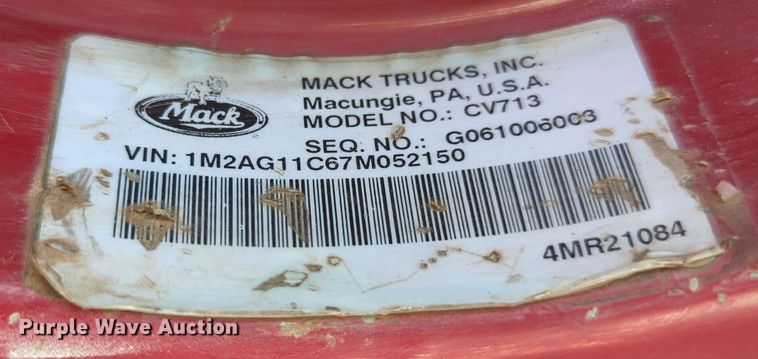 Mack
MACK TRUCKS, INC.
Macungie, PA, U.S.A.
MODEL NO.: CV713
SEQ. NO.: G061006003
VIN: 1M2AG11C67M052150
4MR21084
Purple Wave Auction